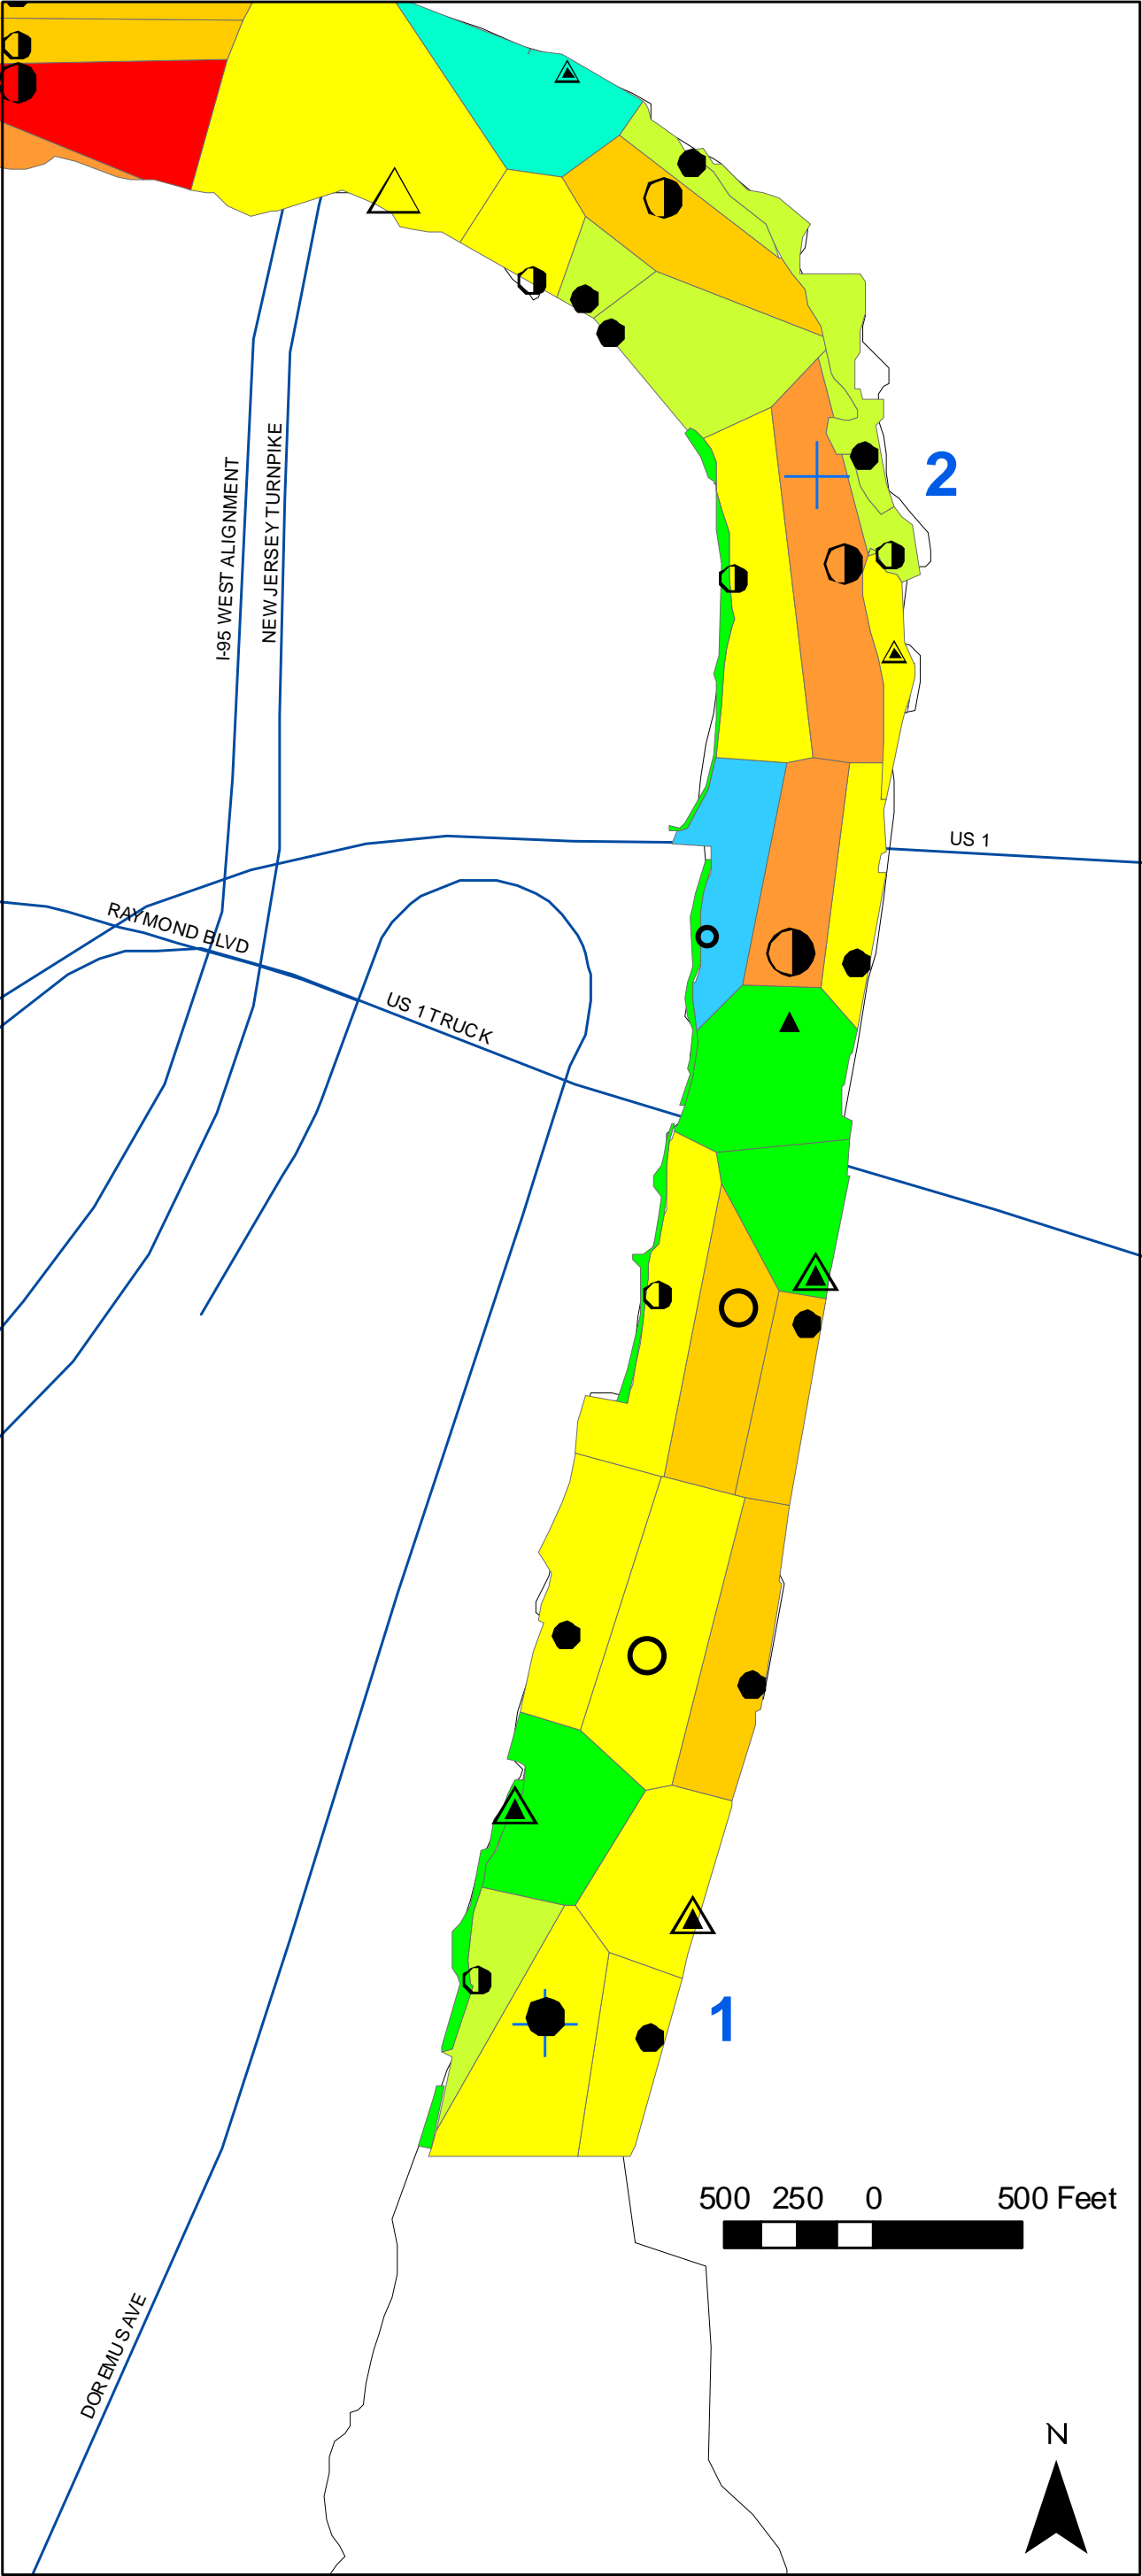 I-95 WEST ALIGNMENT
NEW JERSEY TURNPIKE
2
US 1
RAYMOND BLVD
US 1 TRUCK
1
500 250 0 500 Feet
DOREMUS AVE
N